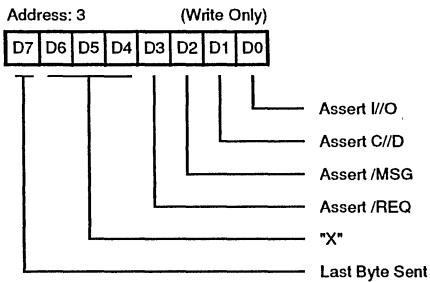 Address: 3 (Write Only)
D7 D6 D5 D4 D3 D2 D1 D0
Assert I//O
Assert C//D
Assert /MSG
Assert /REQ
"X"
Last Byte Sent